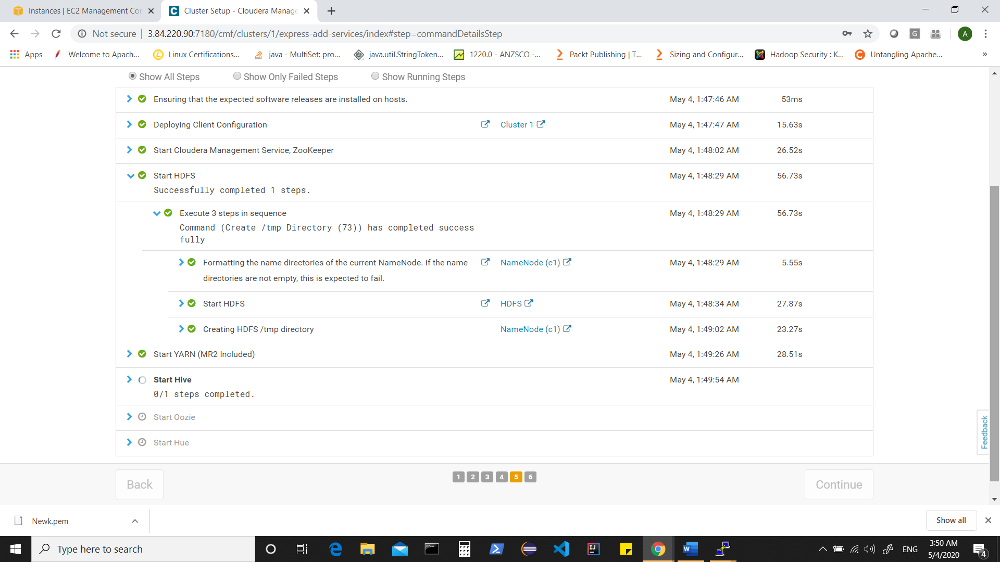 Instances | EC2 Management Con
Cluster Setup - Cloudera Manage
Not secure | 3.84.220.90:7180/cmf/clusters/1/express-add-services/index#step=commandDetailsStep
G
A
Apps
Welcome to Apach...
Linux Certifications...
java - MultiSet: pro...
java.util.StringToken...
1220.0 - ANZSCO -...
Packt Publishing | T...
Sizing and Configur...
Hadoop Security : K...
Untangling Apache...
»
Show All Steps
Show Only Failed Steps
Show Running Steps
Ensuring that the expected software releases are installed on hosts. May 4, 1:47:46 AM 53ms
Deploying Client Configuration Cluster 1 May 4, 1:47:47 AM 15.63s
Start Cloudera Management Service, ZooKeeper May 4, 1:48:02 AM 26.52s
Start HDFS May 4, 1:48:29 AM 56.73s
Successfully completed 1 steps.
Execute 3 steps in sequence May 4, 1:48:29 AM 56.73s
Command (Create /tmp Directory (73)) has completed success
fully
Formatting the name directories of the current NameNode. If the name NameNode (c1) May 4, 1:48:29 AM 5.55s
directories are not empty, this is expected to fail.
Start HDFS HDFS May 4, 1:48:34 AM 27.87s
Creating HDFS /tmp directory NameNode (c1) May 4, 1:49:02 AM 23.27s
Start YARN (MR2 Included) May 4, 1:49:26 AM 28.51s
Start Hive May 4, 1:49:54 AM
0/1 steps completed.
Start Oozie
Start Hue
Feedback
Back
1 2 3 4 5 6
Continue
Newk.pem
Show all
Type here to search
ENG
3:50 AM
5/4/2020
4